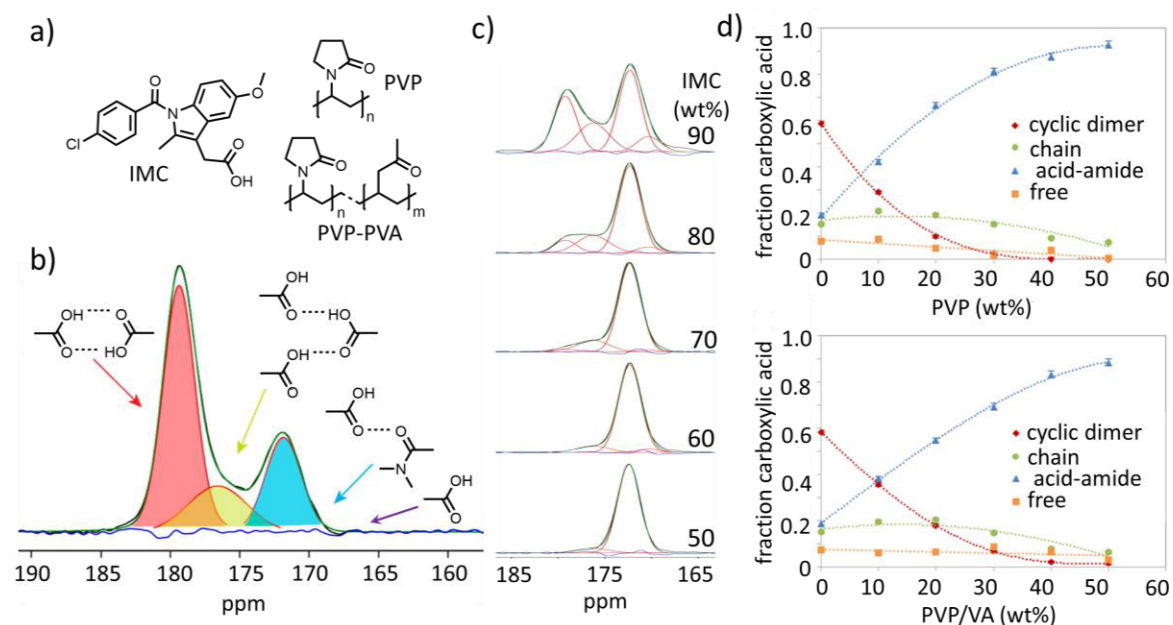 a)
IMC
Cl
O
N
O
OH
O
N
O
n
PVP
N
O
O
n
m
PVP-PVA
b)
OH
O
O
HO
OH
O
HO
O
OH
O
OH
O
O
N
OH
O
190
185
180
175
170
165
160
ppm
c)
IMC
(wt%)
90
80
70
60
50
185
175
165
ppm
d)
fraction carboxylic acid
1.0
0.8
0.6
0.4
0.2
0
cyclic dimer
chain
acid-amide
free
0
10
20
30
40
50
60
PVP (wt%)
fraction carboxylic acid
1.0
0.8
0.6
0.4
0.2
0
cyclic dimer
chain
acid-amide
free
0
10
20
30
40
50
60
PVP/VA (wt%)